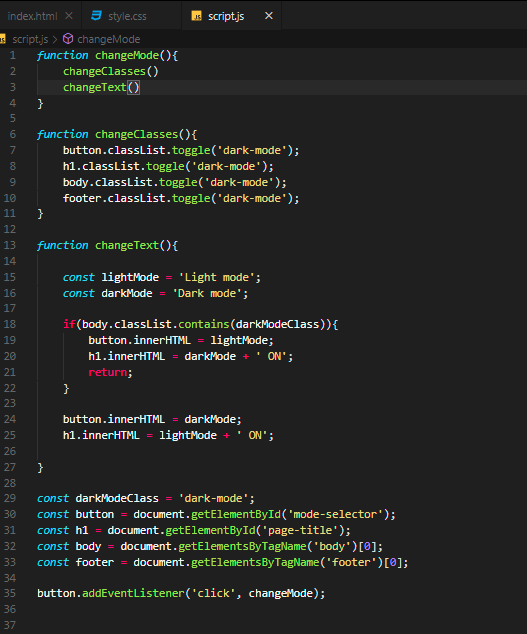 index.html × style.css JS script.js ×
JS script.js > changeMode
1 function changeMode(){
2     changeClasses()
3     changeText()
4 }
5
6 function changeClasses(){
7     button.classList.toggle('dark-mode');
8     h1.classList.toggle('dark-mode');
9     body.classList.toggle('dark-mode');
10     footer.classList.toggle('dark-mode');
11 }
12
13 function changeText(){
14
15     const lightMode = 'Light mode';
16     const darkMode = 'Dark mode';
17
18     if(body.classList.contains(darkModeClass)){
19         button.innerHTML = lightMode;
20         h1.innerHTML = darkMode + ' ON';
21         return;
22     }
23
24     button.innerHTML = darkMode;
25     h1.innerHTML = lightMode + ' ON';
26
27 }
28
29 const darkModeClass = 'dark-mode';
30 const button = document.getElementById('mode-selector');
31 const h1 = document.getElementById('page-title');
32 const body = document.getElementsByTagName('body')[0];
33 const footer = document.getElementsByTagName('footer')[0];
34
35 button.addEventListener('click', changeMode);
36
37